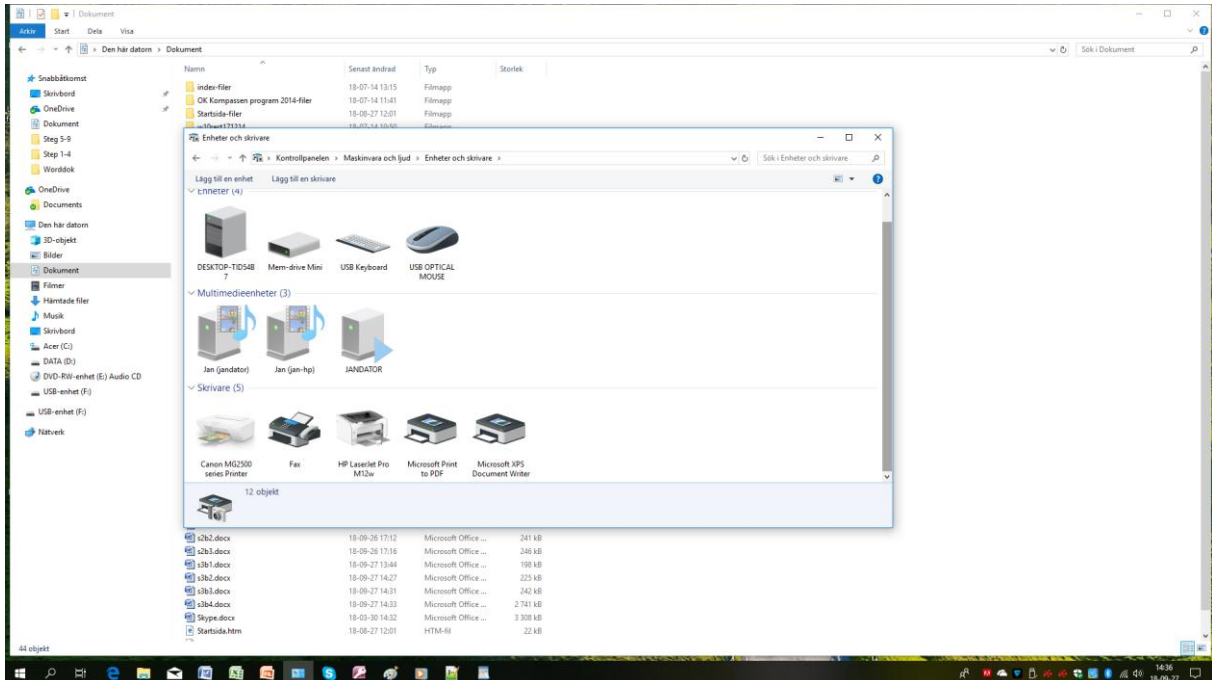 Dokument
Arkiv Start Dela Visa
Den här datorn › Dokument
Sök i Dokument
Namn Senast ändrad Typ Storlek
Snabbåtkomst
Skrivbord
OneDrive
Dokument
Steg 5-9
Step 1-4
Worddok
OneDrive
Documents
Den här datorn
3D-objekt
Bilder
Dokument
Filmer
Hämtade filer
Musik
Skrivbord
Acer (C:)
DATA (D:)
DVD-RW-enhet (E:) Audio CD
USB-enhet (F:)
USB-enhet (F:)
Nätverk
index-filer 18-07-14 13:15 Filmapp
OK Kompassen program 2014-filer 18-07-14 11:41 Filmapp
Startsida-filer 18-08-27 12:01 Filmapp
Enheter och skrivare
Kontrollpanelen › Maskinvara och ljud › Enheter och skrivare ›
Sök i Enheter och skrivare
Lägg till en enhet Lägg till en skrivare
Enheter (4)
DESKTOP-TID54B
7
Mem-drive Mini
USB Keyboard
USB OPTICAL
MOUSE
Multimedieenheter (3)
Jan (jandator)
Jan (jan-hp)
JANDATOR
Skrivare (5)
Canon MG2500
series Printer
Fax
HP LaserJet Pro
M12w
Microsoft Print
to PDF
Microsoft XPS
Document Writer
12 objekt
s2b2.docx 18-09-26 17:12 Microsoft Office ... 241 kB
s2b3.docx 18-09-26 17:16 Microsoft Office ... 246 kB
s3b1.docx 18-09-27 13:44 Microsoft Office ... 198 kB
s3b2.docx 18-09-27 14:27 Microsoft Office ... 225 kB
s3b3.docx 18-09-27 14:31 Microsoft Office ... 242 kB
s3b4.docx 18-09-27 14:33 Microsoft Office ... 2 741 kB
Skype.docx 18-03-30 14:32 Microsoft Office ... 3 308 kB
Startsida.htm 18-08-27 12:01 HTM-fil 22 kB
44 objekt
14:36
18-09-27